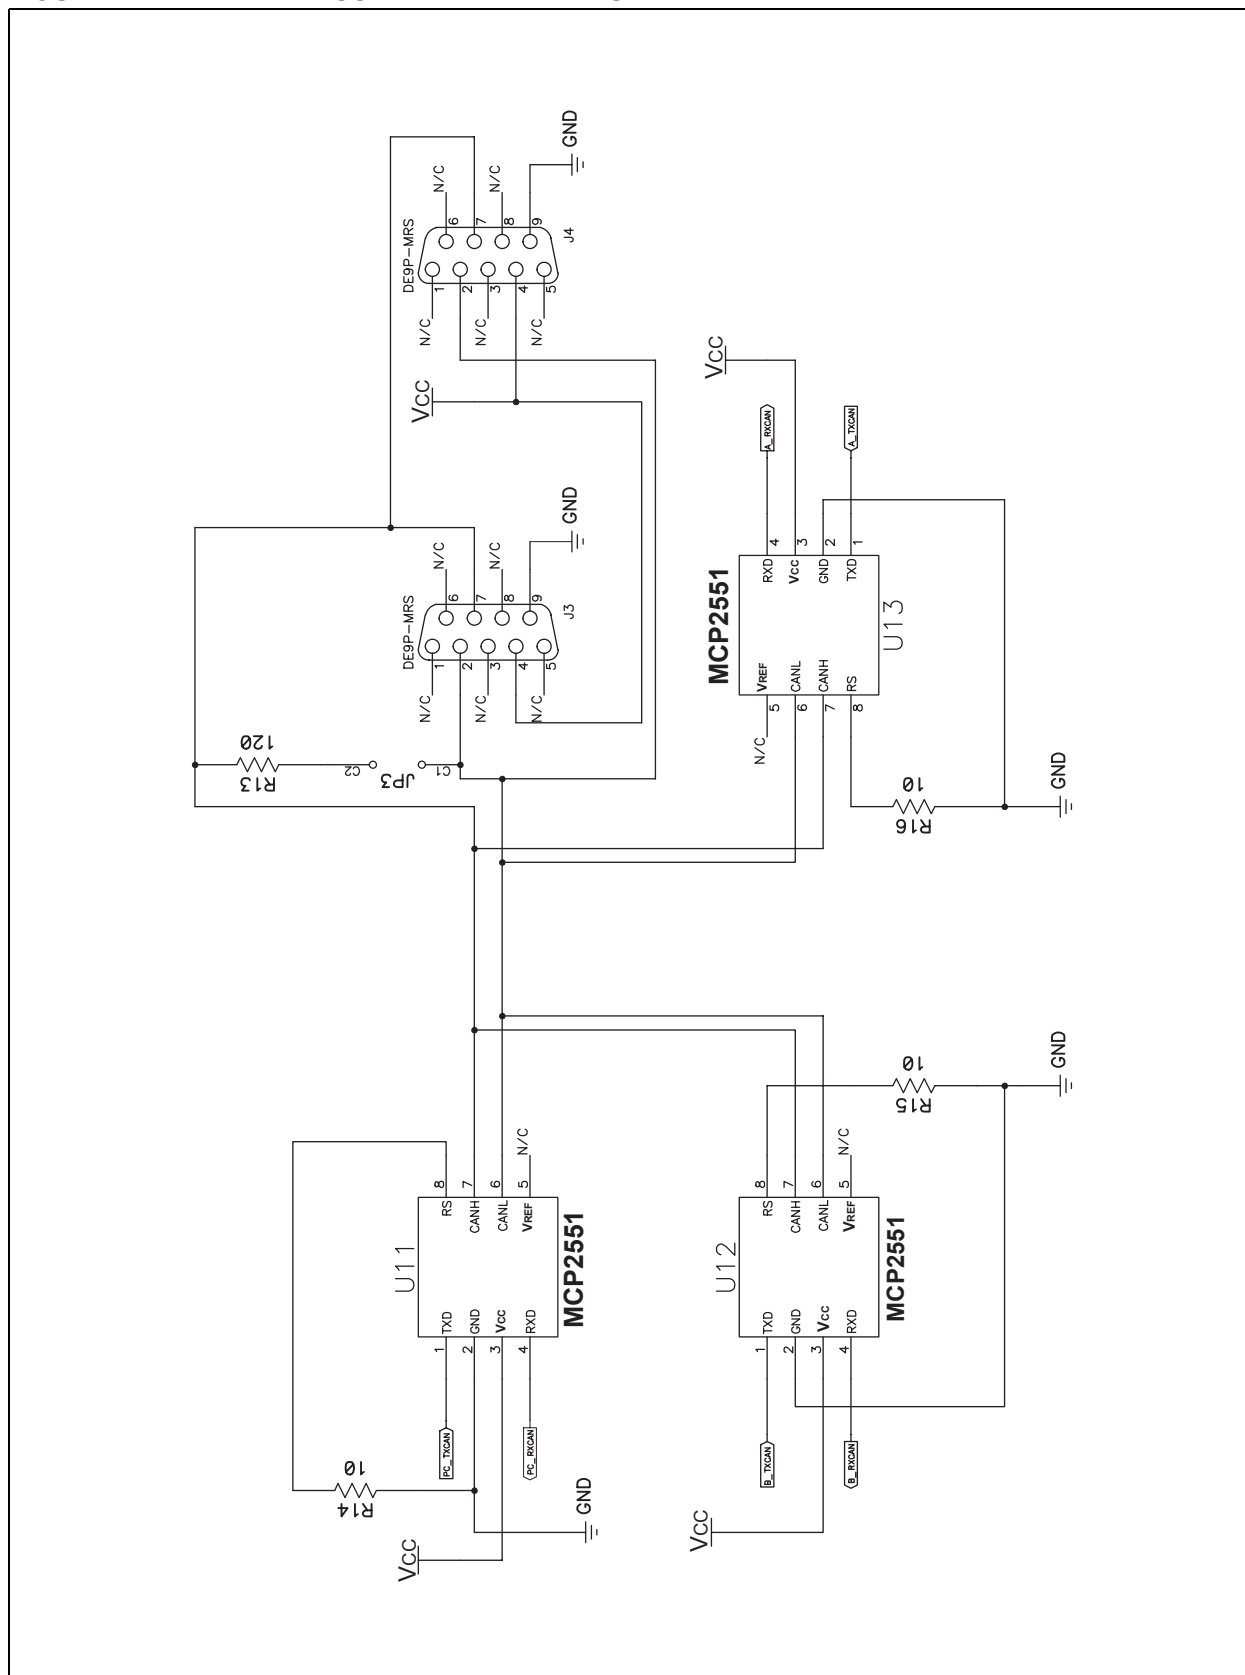 GND
N/C
N/C
6
7
8
9
DE9P-MRS
J4
1
2
3
4
5
N/C
N/C
N/C
VCC
VCC
A_RXCAN
A_TXCAN
GND
N/C
N/C
6
7
8
9
DE9P-MRS
J3
1
2
3
4
5
N/C
N/C
N/C
4
3
2
1
RXD
VCC
GND
TXD
MCP2551
U13
VREF
CANL
CANH
RS
5
6
7
8
N/C
120
R13
C2
JP3
C1
10
R16
GND
10
R15
GND
N/C
8
7
6
5
RS
CANH
CANL
VREF
U11
MCP2551
TXD
GND
VCC
RXD
1
2
3
4
PC_TXCAN
PC_RXCAN
10
R14
GND
VCC
N/C
8
7
6
5
RS
CANH
CANL
VREF
U12
MCP2551
TXD
GND
VCC
RXD
1
2
3
4
B_TXCAN
B_RXCAN
VCC